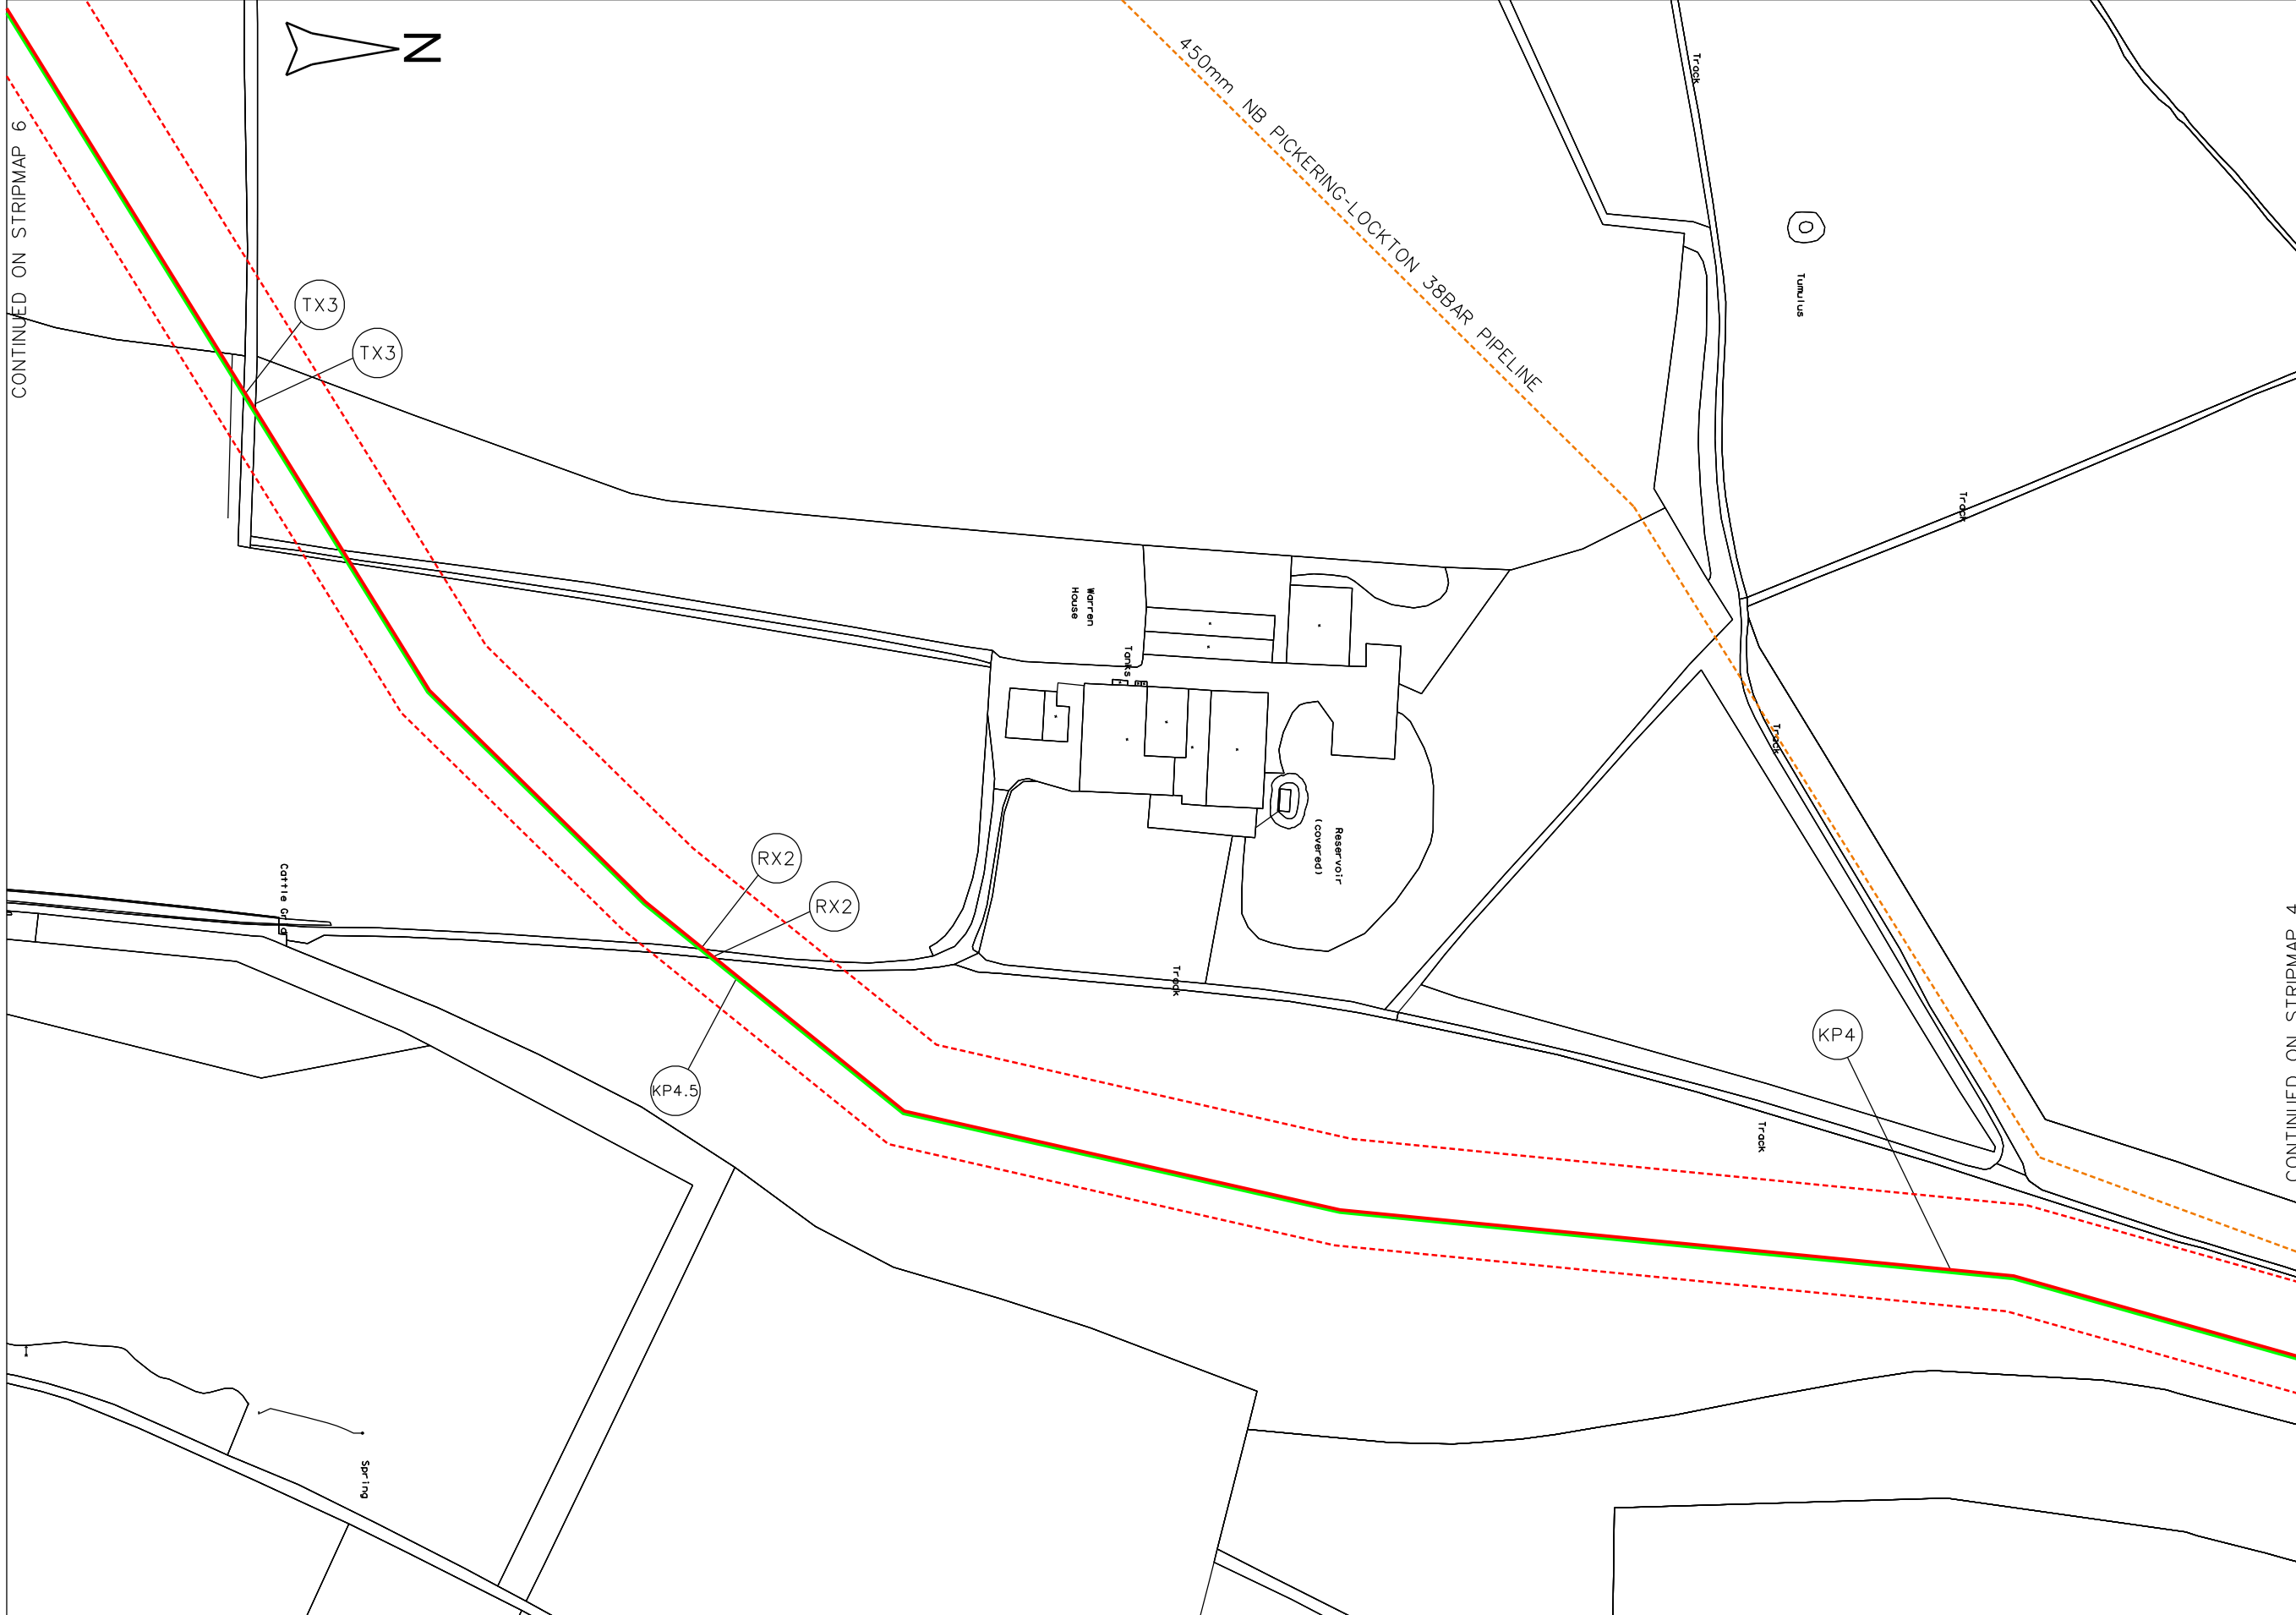 N
CONTINUED ON STRIPMAP 6
450mm NB PICKERING-LOCKTON 38BAR PIPELINE
Track
Tumulus
TX3
TX3
Track
Warren
House
Tanks
Track
Reservoir
(covered)
RX2
RX2
Cattle Grid
Track
KP4.5
KP4
Track
CONTINUED ON STRIPMAP 4
Spring